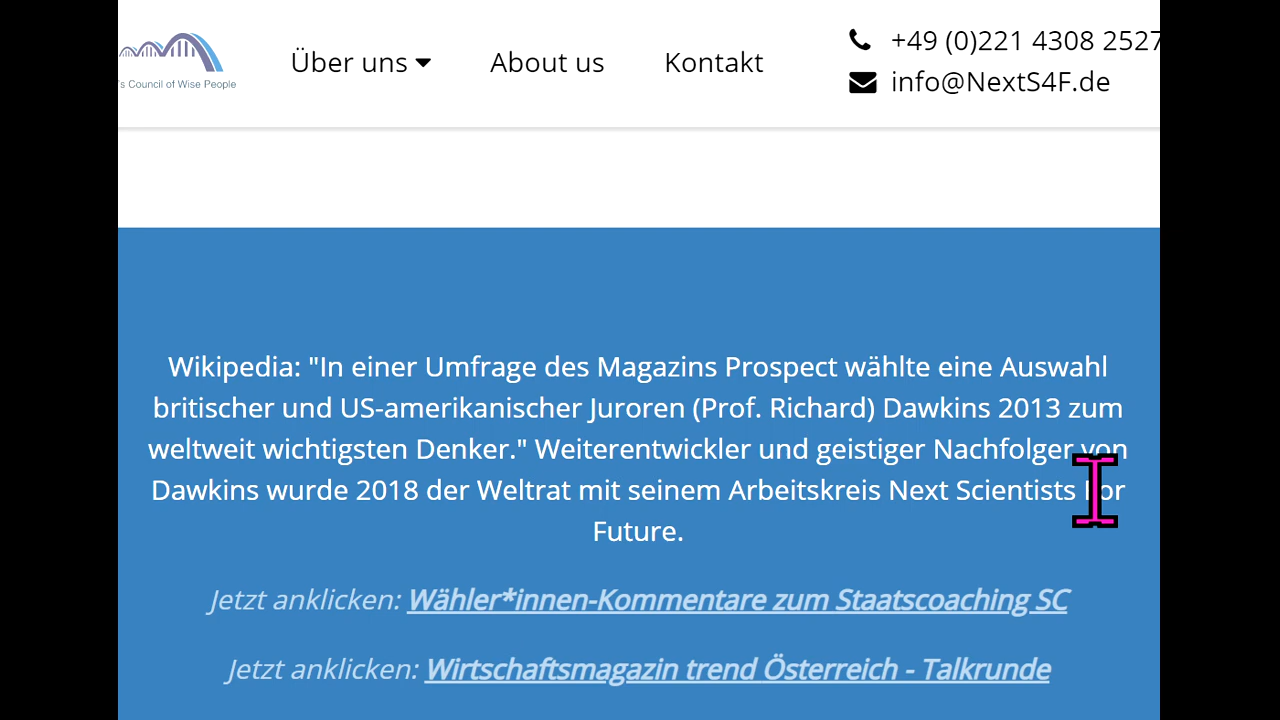 's Council of Wise People
Über uns
About us
Kontakt
+49 (0)221 4308 2527
info@NextS4F.de
Wikipedia: "In einer Umfrage des Magazins Prospect wählte eine Auswahl
britischer und US-amerikanischer Juroren (Prof. Richard) Dawkins 2013 zum
weltweit wichtigsten Denker." Weiterentwickler und geistiger Nachfolger von
Dawkins wurde 2018 der Weltrat mit seinem Arbeitskreis Next Scientists For
Future.
Jetzt anklicken: Wähler*innen-Kommentare zum Staatscoaching SC
Jetzt anklicken: Wirtschaftsmagazin trend Österreich - Talkrunde